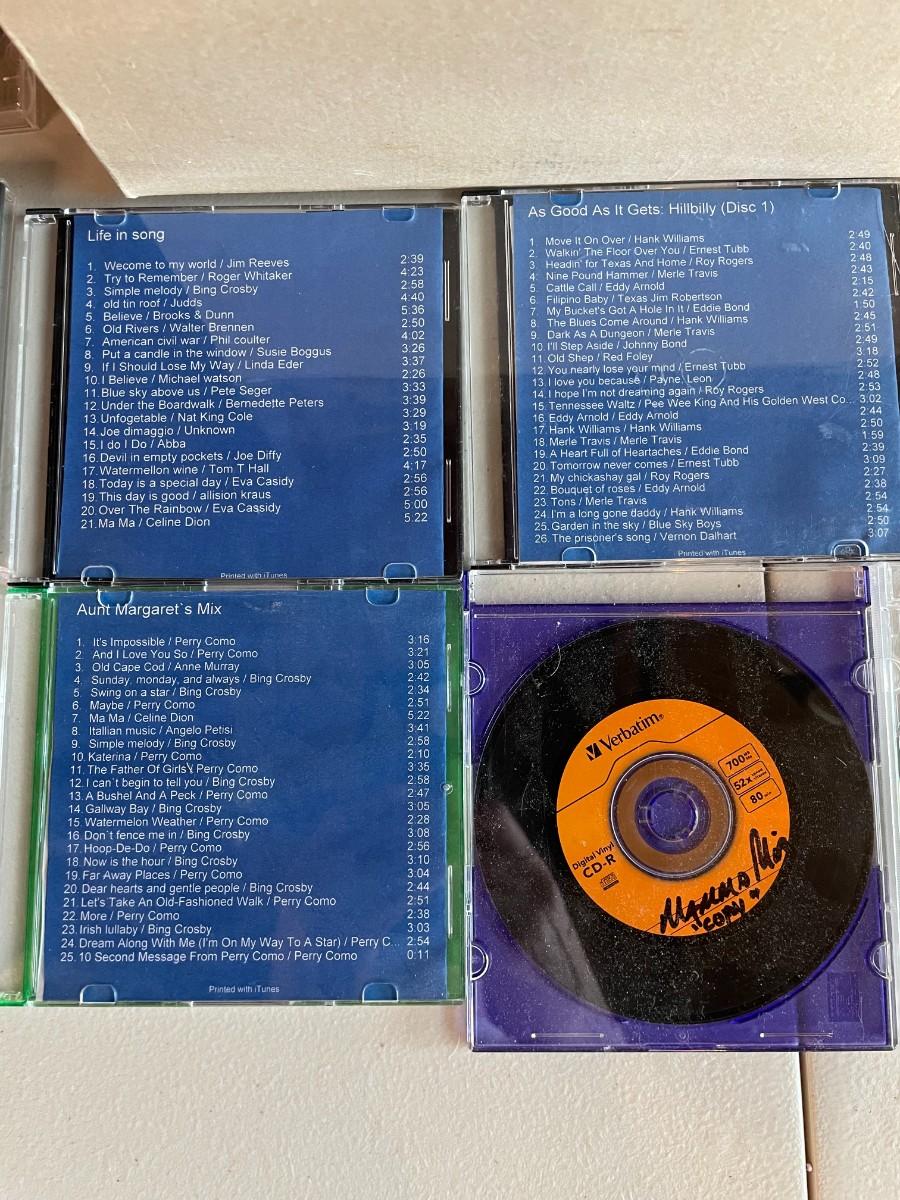 Life in song
1. Wecome to my world / Jim Reeves 2:39
2. Try to Remember / Roger Whitaker 4:23
3. Simple melody / Bing Crosby 2:58
4. old tin roof / Judds 4:40
5. Believe / Brooks & Dunn 5:36
6. Old Rivers / Walter Brennen 2:50
7. American civil war / Phil coulter 4:02
8. Put a candle in the window / Susie Boggus 3:26
9. If I Should Lose My Way / Linda Eder 3:37
10. I Believe / Michael watson 2:26
11. Blue sky above us / Pete Seger 3:33
12. Under the Boardwalk / Bernedette Peters 3:39
13. Unfogetable / Nat King Cole 3:29
14. Joe dimaggio / Unknown 3:19
15. I do I Do / Abba 2:35
16. Devil in empty pockets / Joe Diffy 2:50
17. Watermellon wine / Tom T Hall 4:17
18. Today is a special day / Eva Casidy 2:56
19. This day is good / allision kraus 2:56
20. Over The Rainbow / Eva Cassidy 5:00
21. Ma Ma / Celine Dion 5:22
Printed with iTunes
As Good As It Gets: Hillbilly (Disc 1)
1. Move It On Over / Hank Williams 2:49
2. Walkin' The Floor Over You / Ernest Tubb 2:40
3. Headin' for Texas And Home / Roy Rogers 2:48
4. Nine Pound Hammer / Merle Travis 2:43
5. Cattle Call / Eddy Arnold 2:15
6. Filipino Baby / Texas Jim Robertson 2:42
7. My Bucket's Got A Hole In It / Eddie Bond 1:50
8. The Blues Come Around / Hank Williams 2:45
9. Dark As A Dungeon / Merle Travis 2:51
10. I'll Step Aside / Johnny Bond 2:49
11. Old Shep / Red Foley 3:18
12. You nearly lose your mind / Ernest Tubb 2:52
13. I love you because / Payne, Leon 2:48
14. I hope I'm not dreaming again / Roy Rogers 2:53
15. Tennessee Waltz / Pee Wee King And His Golden West Co... 3:02
16. Eddy Arnold / Eddy Arnold 2:44
17. Hank Williams / Hank Williams 2:50
18. Merle Travis / Merle Travis 1:59
19. A Heart Full of Heartaches / Eddie Bond 2:39
20. Tomorrow never comes / Ernest Tubb 3:09
21. My chickashay gal / Roy Rogers 2:27
22. Bouquet of roses / Eddy Arnold 2:38
23. Tons / Merle Travis 2:54
24. I'm a long gone daddy / Hank Williams 2:54
25. Garden in the sky / Blue Sky Boys 2:50
26. The prisoner's song / Vernon Dalhart 3:07
Printed with iTunes
Aunt Margaret`s Mix
1. It's Impossible / Perry Como 3:16
2. And I Love You So / Perry Como 3:21
3. Old Cape Cod / Anne Murray 3:05
4. Sunday, monday, and always / Bing Crosby 2:42
5. Swing on a star / Bing Crosby 2:34
6. Maybe / Perry Como 2:51
7. Ma Ma / Celine Dion 5:22
8. Itallian music / Angelo Petisi 3:41
9. Simple melody / Bing Crosby 2:58
10. Katerina / Perry Como 2:10
11. The Father Of Girls / Perry Como 3:35
12. I can`t begin to tell you / Bing Crosby 2:58
13. A Bushel And A Peck / Perry Como 2:47
14. Gallway Bay / Bing Crosby 3:05
15. Watermelon Weather / Perry Como 2:28
16. Don`t fence me in / Bing Crosby 3:08
17. Hoop-De-Do / Perry Como 2:56
18. Now is the hour / Bing Crosby 3:10
19. Far Away Places / Perry Como 3:04
20. Dear hearts and gentle people / Bing Crosby 2:44
21. Let's Take An Old-Fashioned Walk / Perry Como 2:51
22. More / Perry Como 2:38
23. Irish lullaby / Bing Crosby 3:03
24 Dream Along With Me (I'm On My Way To A Star) / Perry C... 2:54
25. 10 Second Message From Perry Como / Perry Como 0:11
Printed with iTunes
Verbatim®
700
52x
80
Digital Vinyl
CD-R
"COPY"